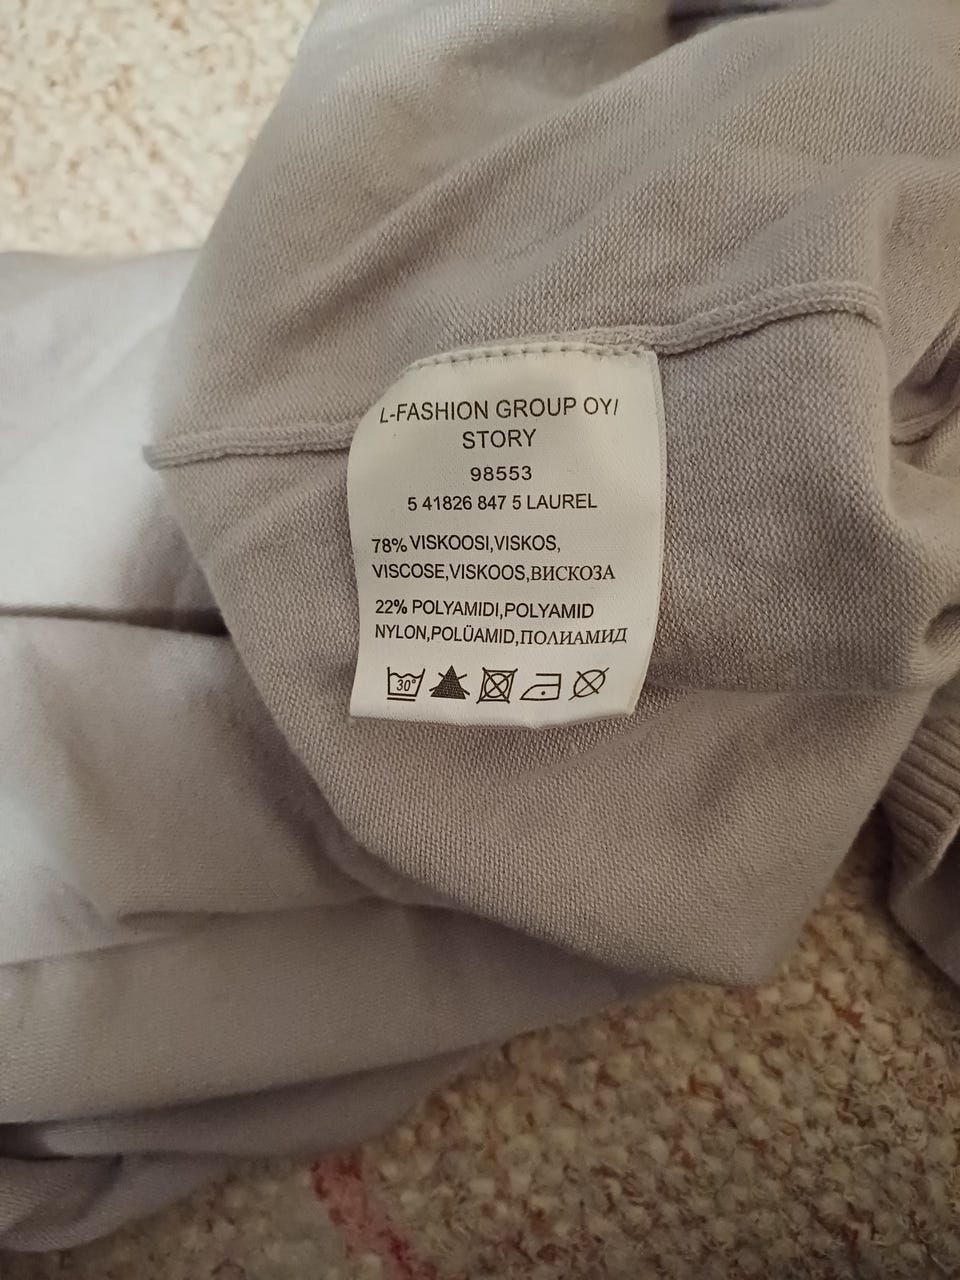 L-FASHION GROUP OY/
STORY
98553
5 41826 847 5 LAUREL
78% VISKOOSI,VISKOS,
VISCOSE,VISKOOS,ВИСКОЗА
22% POLYAMIDI,POLYAMID
NYLON,POLÜAMID,ПОЛИАМИД
30°